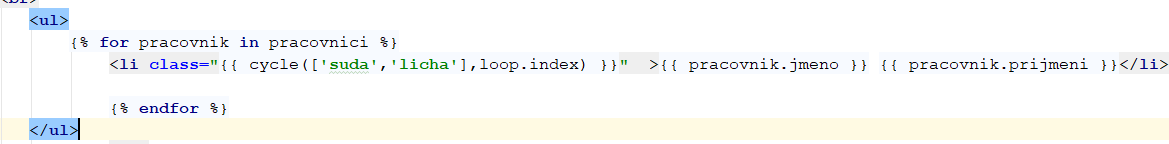 <ul>
{% for pracovnik in pracovnici %}
<li class="{{ cycle(['suda','licha'],loop.index) }}"  >{{ pracovnik.jmeno }} {{ pracovnik.prijmeni }}</li>
{% endfor %}
</ul>